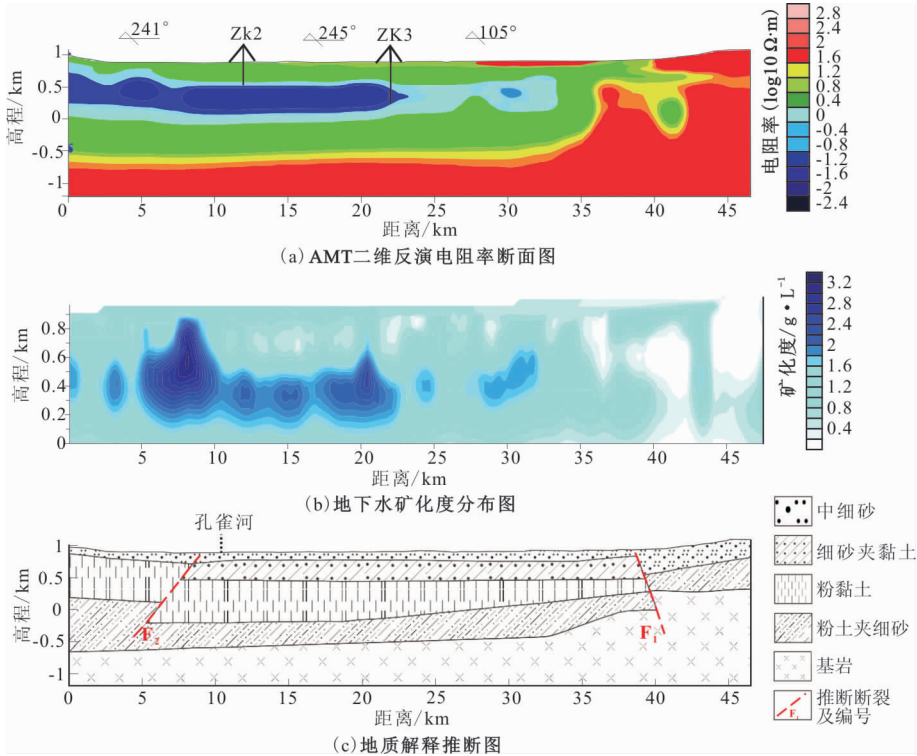 241° Zk2 245° ZK3 105°
高程/km
1
0.5
0
-0.5
-1
0 5 10 15 20 25 30 35 40 45
距离/km
电阻率 (log10 Ω·m)
2.8
2.4
2
1.6
1.2
0.8
0.4
0
-0.4
-0.8
-1.2
-1.6
-2
-2.4
(a) AMT二维反演电阻率断面图
高程/km
0.8
0.6
0.4
0.2
0
0 5 10 15 20 25 30 35 40 45
距离/km
矿化度/g·L⁻¹
3.2
2.8
2.4
2
1.6
1.2
0.8
0.4
(b)地下水矿化度分布图
孔雀河
高程/km
1
0.5
0
-0.5
-1
F₂ F₁
0 5 10 15 20 25 30 35 40 45
距离/km
(c)地质解释推断图
中细砂
细砂夹黏土
粉黏土
粉土夹细砂
基岩
F₁ 推断断裂
及编号